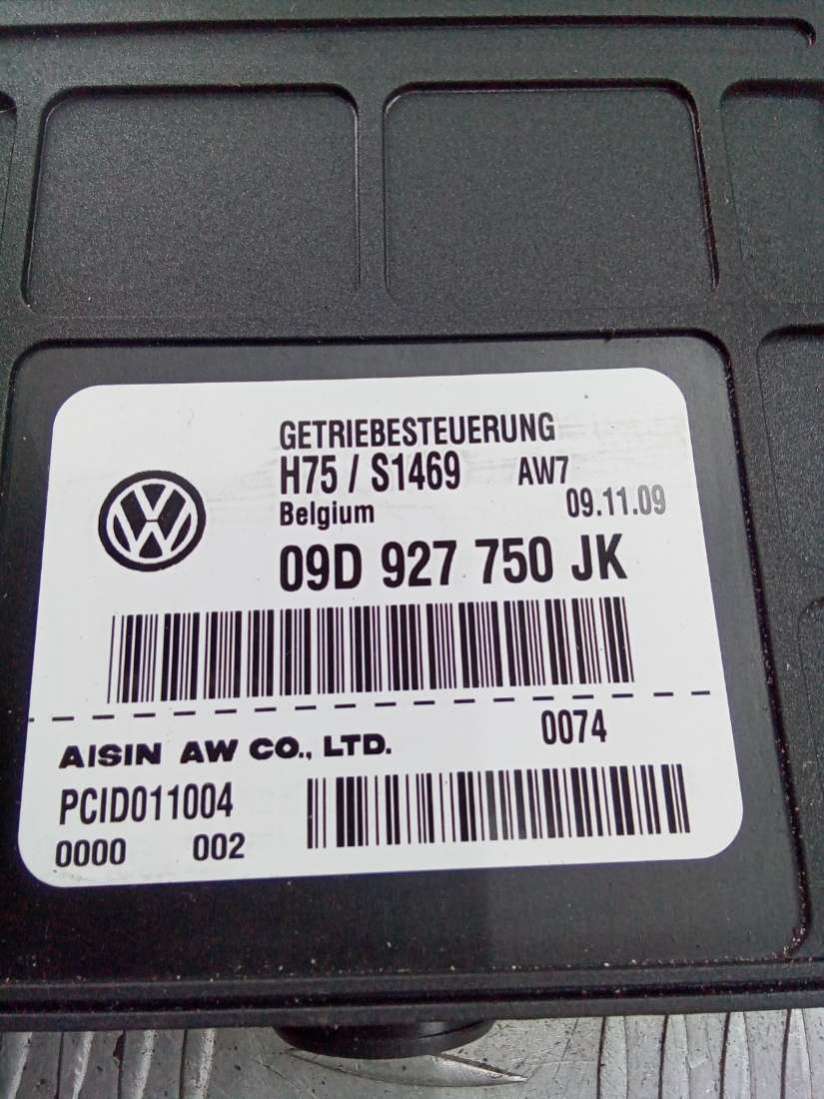 GETRIEBESTEUERUNG
H75 / S1469 AW7
Belgium 09.11.09
09D 927 750 JK
0074
AISIN AW CO., LTD.
PCID011004
0000 002